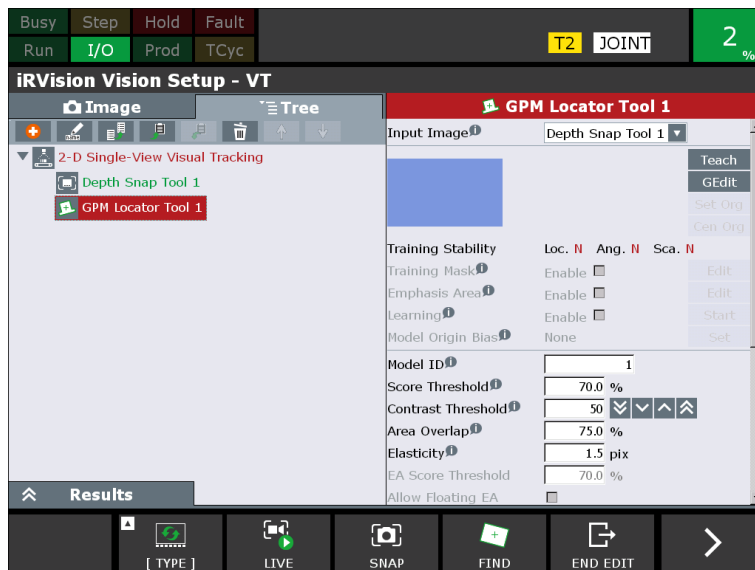 Busy Step Hold Fault
Run I/O Prod TCyc
T2 JOINT
2 %
iRVision Vision Setup - VT
Image Tree
GPM Locator Tool 1
2-D Single-View Visual Tracking
Depth Snap Tool 1
GPM Locator Tool 1
Results
Input Image Depth Snap Tool 1
Teach
GEdit
Set Org
Cen Org
Training Stability Loc. N Ang. N Sca. N
Training Mask Enable Edit
Emphasis Area Enable Edit
Learning Enable Start
Model Origin Bias None Set
Model ID 1
Score Threshold 70.0 %
Contrast Threshold 50
Area Overlap 75.0 %
Elasticity 1.5 pix
EA Score Threshold 70.0 %
Allow Floating EA
[ TYPE ] LIVE SNAP FIND END EDIT